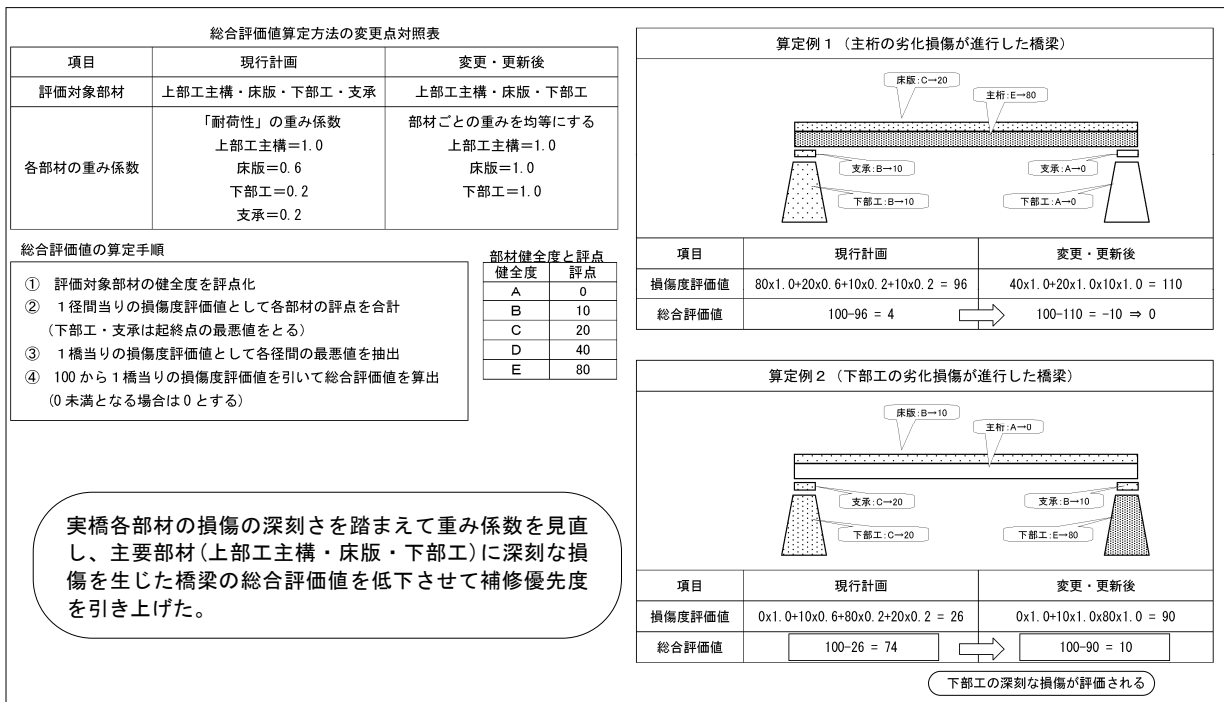 総合評価値算定方法の変更点対照表
項目 現行計画 変更・更新後
評価対象部材 上部工主構・床版・下部工・支承 上部工主構・床版・下部工
各部材の重み係数
「耐荷性」の重み係数
上部工主構＝1.0
床版＝0.6
下部工＝0.2
支承＝0.2
部材ごとの重みを均等にする
上部工主構＝1.0
床版＝1.0
下部工＝1.0
総合評価値の算定手順
① 評価対象部材の健全度を評点化
② １径間当りの損傷度評価値として各部材の評点を合計
（下部工・支承は起終点の最悪値をとる）
③ １橋当りの損傷度評価値として各径間の最悪値を抽出
④ 100から１橋当りの損傷度評価値を引いて総合評価値を算出
（0未満となる場合は０とする）
部材健全度と評点
健全度 評点
A 0
B 10
C 20
D 40
E 80
実橋各部材の損傷の深刻さを踏まえて重み係数を見直
し、主要部材（上部工主構・床版・下部工）に深刻な損
傷を生じた橋梁の総合評価値を低下させて補修優先度
を引き上げた。
算定例１（主桁の劣化損傷が進行した橋梁）
床版:C→20
主桁:E→80
支承:B→10
支承:A→0
下部工:B→10
下部工:A→0
項目 現行計画 変更・更新後
損傷度評価値 80x1.0+20x0.6+10x0.2+10x0.2 = 96 40x1.0+20x1.0x10x1.0 = 110
総合評価値 100-96 = 4 100-110 = -10 ⇒ 0
算定例２（下部工の劣化損傷が進行した橋梁）
床版:B→10
主桁:A→0
支承:C→20
支承:B→10
下部工:C→20
下部工:E→80
項目 現行計画 変更・更新後
損傷度評価値 0x1.0+10x0.6+80x0.2+20x0.2 = 26 0x1.0+10x1.0x80x1.0 = 90
総合評価値 100-26 = 74 100-90 = 10
下部工の深刻な損傷が評価される